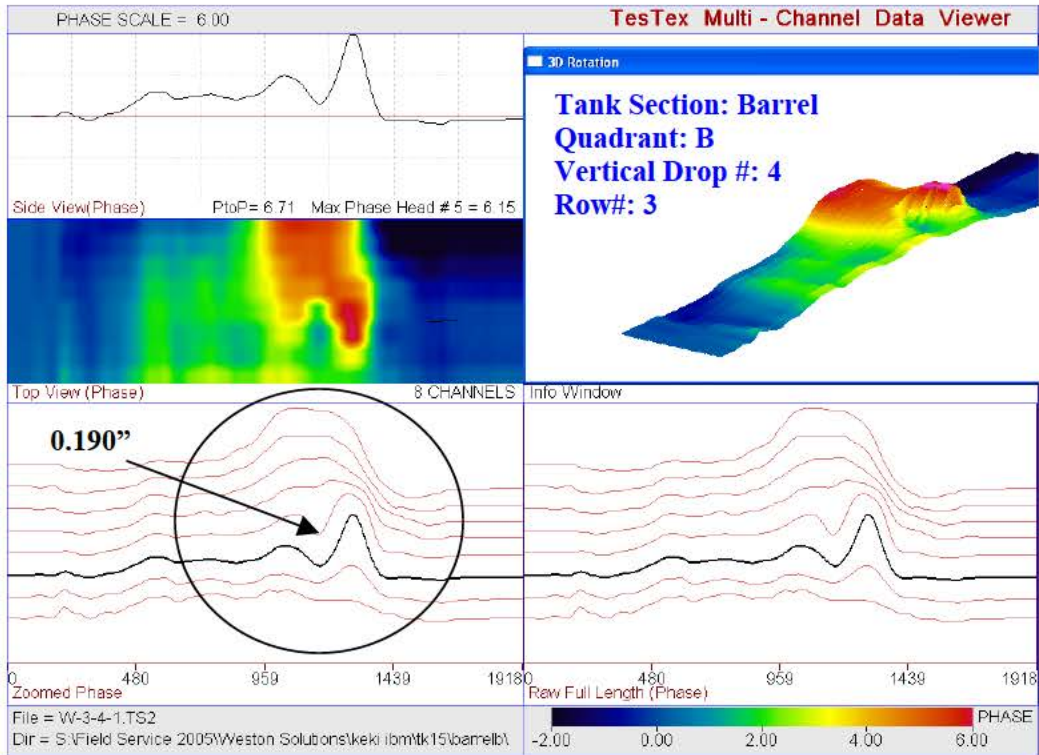 PHASE SCALE = 6.00
TesTex Multi - Channel Data Viewer
3D Rotation
Tank Section: Barrel
Quadrant: B
Vertical Drop #: 4
Row#: 3
Side View(Phase) PtoP= 6.71 Max Phase Head # 5 = 6.15
Top View (Phase) 8 CHANNELS
Info Window
0.190”
0 480 959 1439 1918
Zoomed Phase
0 480 959 1439 1918
Raw Full Length (Phase)
File = W-3-4-1.TS2
Dir = S:\Field Service 2005\Weston Solutions\keki ibm\tk15\barrelb\
PHASE
-2.00 0.00 2.00 4.00 6.00